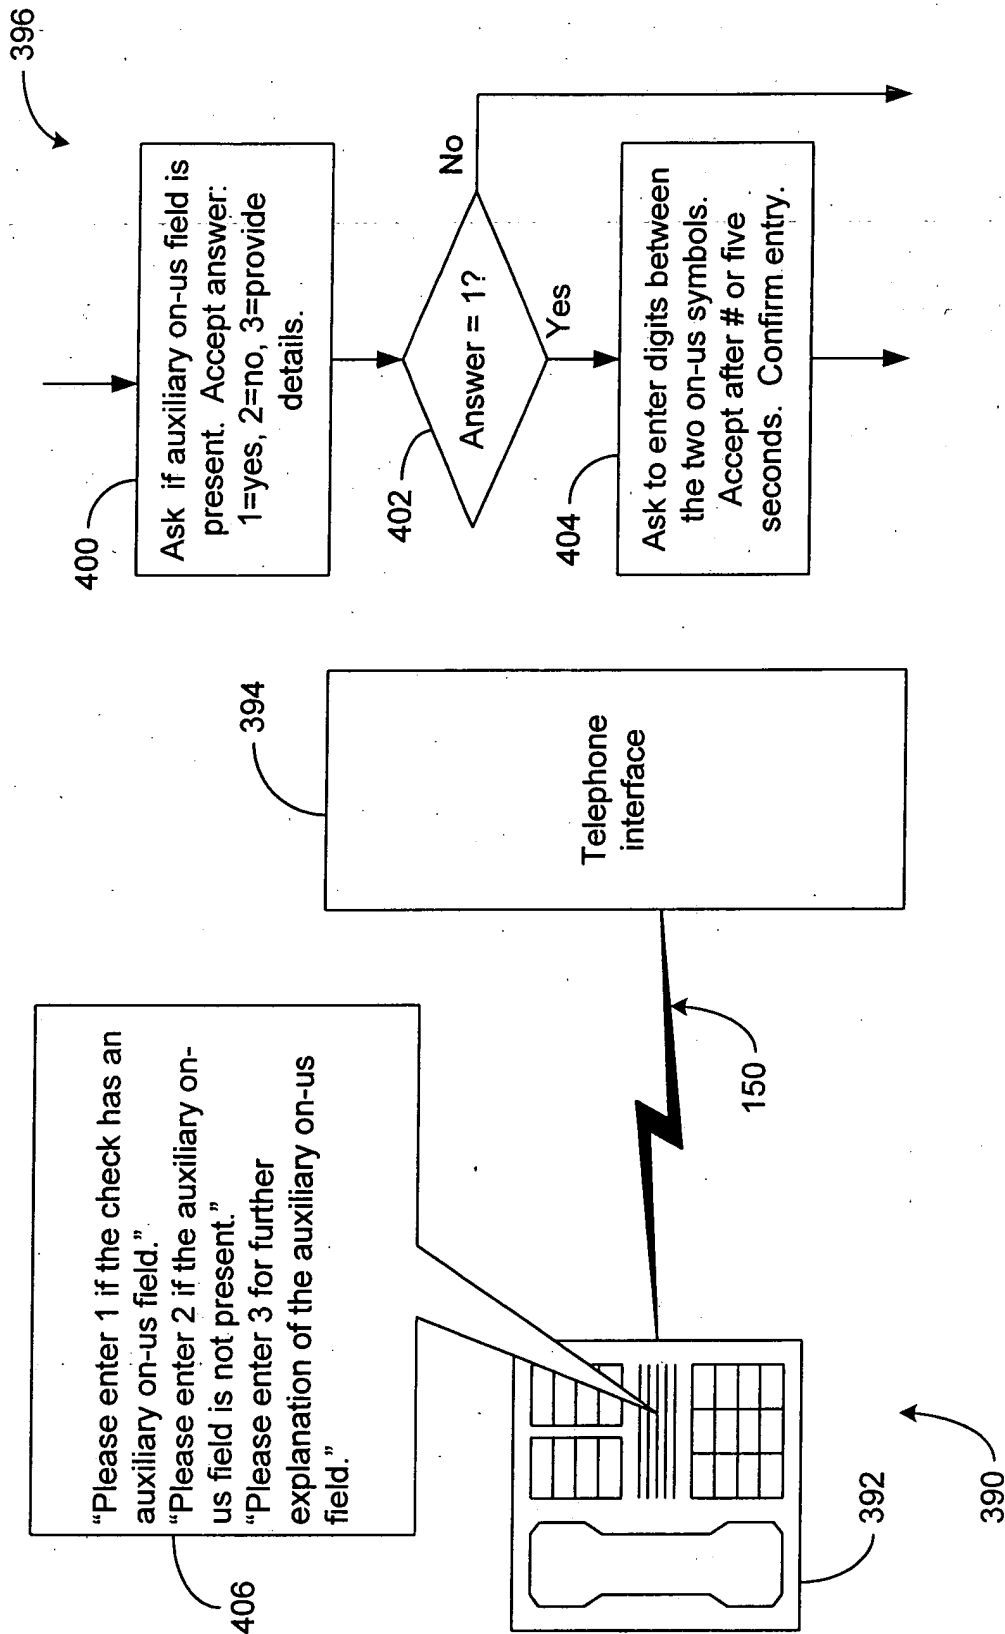 "Please enter 1 if the check has an
auxiliary on-us field."
"Please enter 2 if the auxiliary on-
us field is not present."
"Please enter 3 for further
explanation of the auxiliary on-us
field."
406
392
390
150
Telephone
interface
394
396
400
Ask if auxiliary on-us field is
present. Accept answer:
1=yes, 2=no, 3=provide
details.
402
Answer = 1?
No
Yes
404
Ask to enter digits between
the two on-us symbols.
Accept after # or five
seconds. Confirm entry.